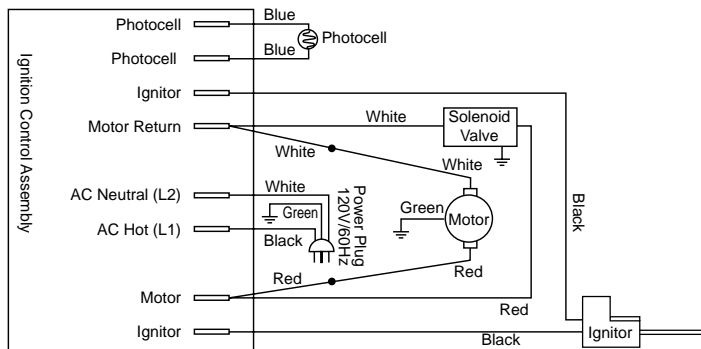 Ignition Control Assembly
Photocell
Photocell
Ignitor
Motor Return
AC Neutral (L2)
AC Hot (L1)
Motor
Ignitor
Blue
Blue
Photocell
White
Solenoid
Valve
White
White
White
Green
Black
Power Plug
120V/60Hz
Green
Motor
Red
Red
Red
Black
Black
Ignitor